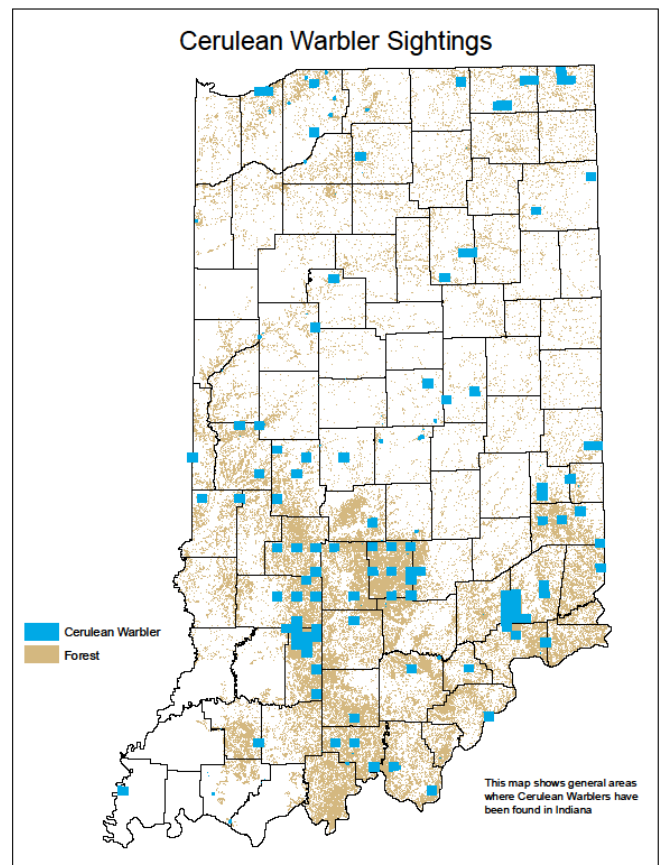 Cerulean Warbler Sightings
Cerulean Warbler
Forest
This map shows general areas
where Cerulean Warblers have
been found in Indiana